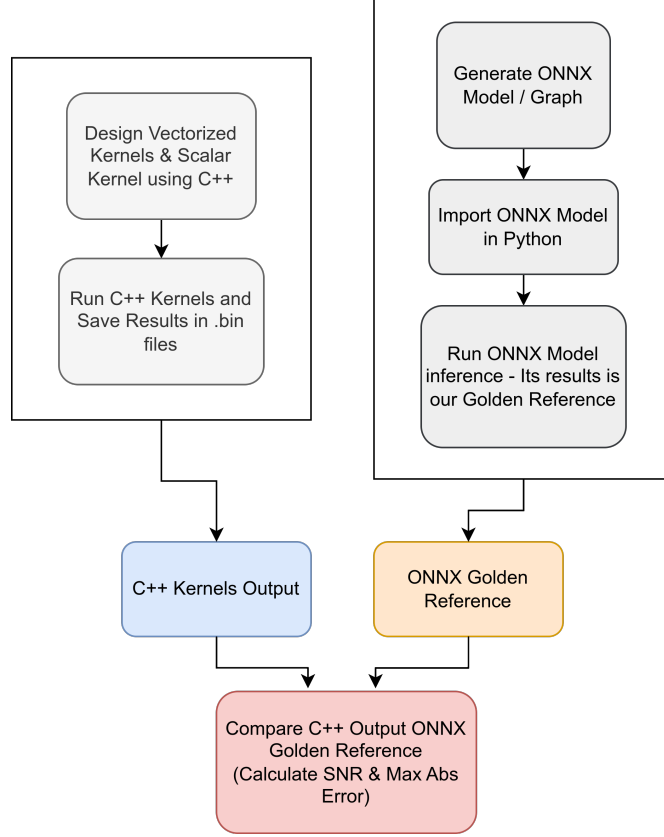 Design Vectorized
Kernels & Scalar
Kernel using C++
Run C++ Kernels and
Save Results in .bin
files
Generate ONNX
Model / Graph
Import ONNX Model
in Python
Run ONNX Model
inference - Its results is
our Golden Reference
C++ Kernels Output
ONNX Golden
Reference
Compare C++ Output ONNX
Golden Reference
(Calculate SNR & Max Abs
Error)